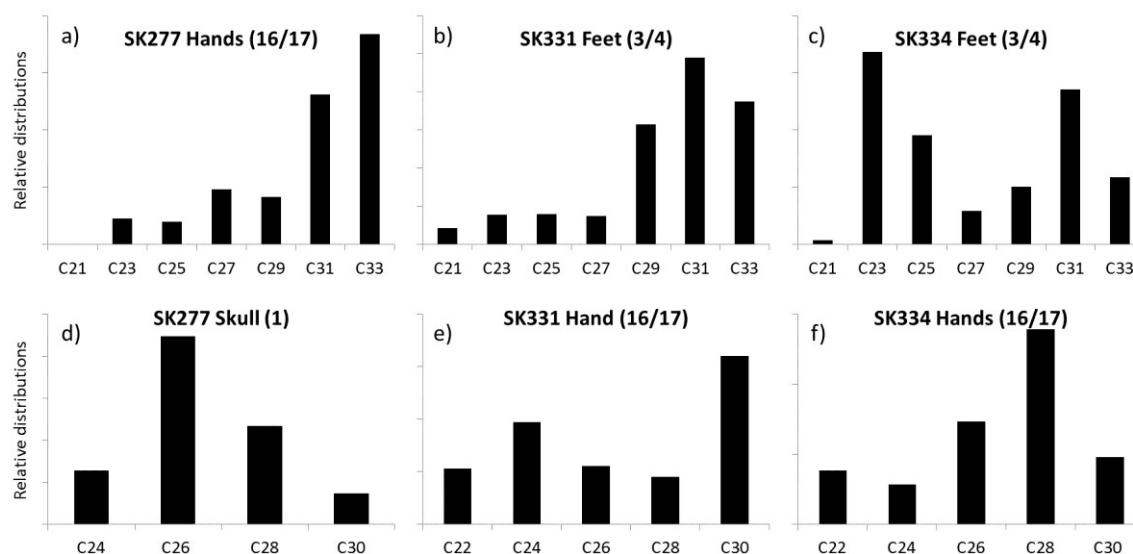 a) SK277 Hands (16/17)
Relative distributions
C21 C23 C25 C27 C29 C31 C33
b) SK331 Feet (3/4)
C21 C23 C25 C27 C29 C31 C33
c) SK334 Feet (3/4)
C21 C23 C25 C27 C29 C31 C33
d) SK277 Skull (1)
Relative distributions
C24 C26 C28 C30
e) SK331 Hand (16/17)
C22 C24 C26 C28 C30
f) SK334 Hands (16/17)
C22 C24 C26 C28 C30